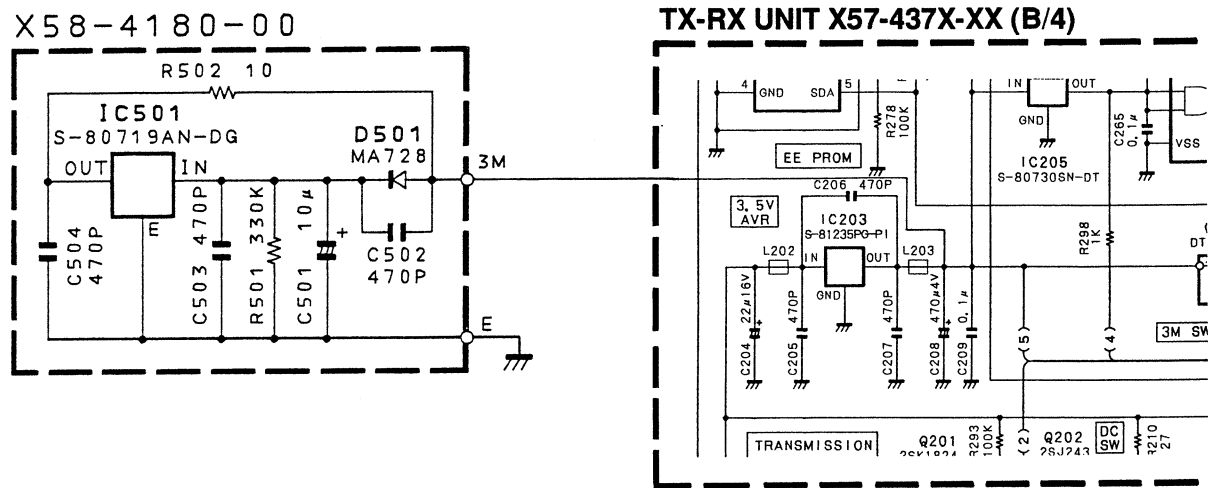 X58-4180-00
R502 10
IC501
S-80719AN-DG
OUT
IN
E
D501
MA728
3M
C504
470P
C503 470P
R501 330K
C501 10μ
+
C502
470P
E
TX-RX UNIT X57-437X-XX (B/4)
4
GND
SDA
5
R278
100K
EE PROM
IN
OUT
GND
IC205
S-80730SN-DT
C265
0.1μ
VSS
3.5V
AVR
C206 470P
IC203
S-81235PG-PI
L202
IN
OUT
L203
GND
C204 22μ16V
+
C205 470P
C207 470P
C208 470μ4V
+
C209 0.1μ
R298
1K
DT
5
4
3M SW
TRANSMISSION
Q201
2SK1824
R293
100K
2
Q202
2SJ243
DC
SW
R210
27